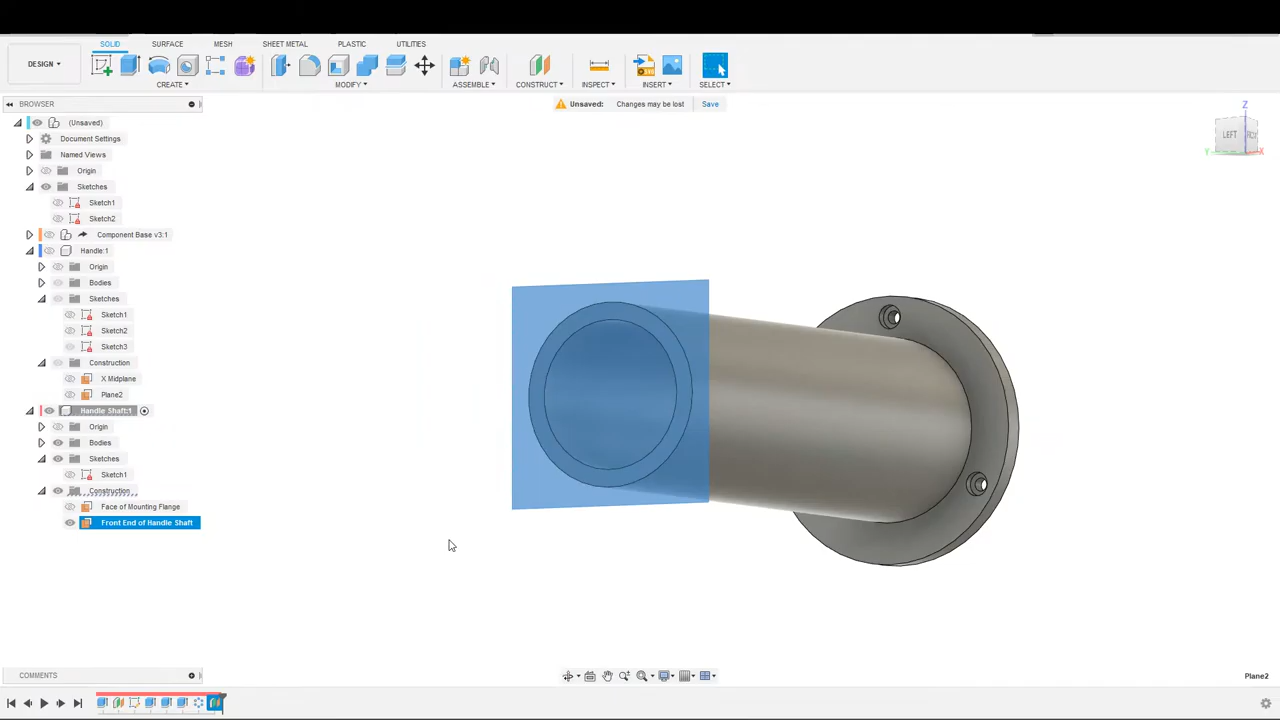 SOLID SURFACE MESH SHEET METAL PLASTIC UTILITIES
DESIGN
CREATE MODIFY ASSEMBLE CONSTRUCT INSPECT INSERT SELECT
BROWSER
Unsaved: Changes may be lost Save
(Unsaved)
Document Settings
Named Views
Origin
Sketches
Sketch1
Sketch2
Component Base v3:1
Handle:1
Origin
Bodies
Sketches
Sketch1
Sketch2
Sketch3
Construction
X Midplane
Plane2
Handle Shaft:1
Origin
Bodies
Sketches
Sketch1
Construction
Face of Mounting Flange
Front End of Handle Shaft
Z
LEFT
Y X
COMMENTS
Plane2